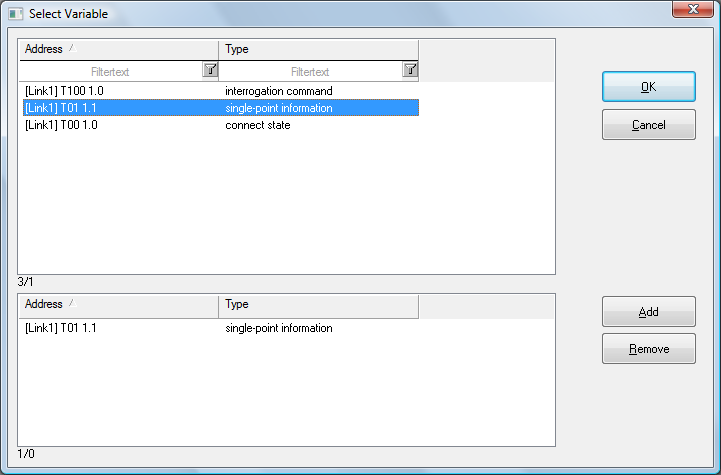 Select Variable
Address Type
Filtertext Filtertext
[Link1] T100 1.0 interrogation command
[Link1] T01 1.1 single-point information
[Link1] T00 1.0 connect state
OK
Cancel
3/1
Address Type
[Link1] T01 1.1 single-point information
Add
Remove
1/0